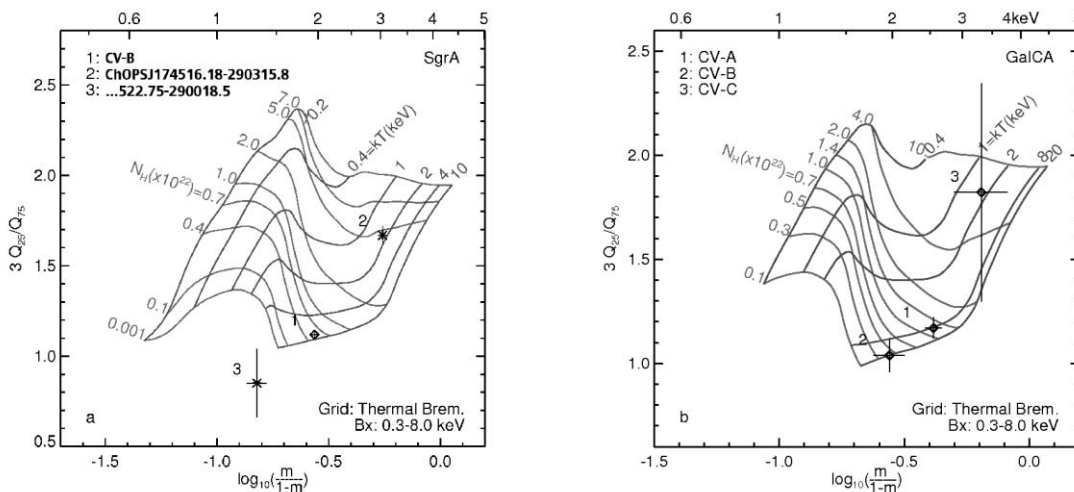 0.6 1 2 3 4 5
1: CV-B
2: ChOPSJ174516.18-290315.8
3: ...522.75-290018.5
SgrA
2.5
2.0
1.5
1.0
0.5
3 Q25/Q75
7.0
5.0
2.0
1.0
N_H(x10^22)=0.7
0.4
0.1
0.001
0.2
0.4=kT(keV)
1
2
4
10
2
1
3
a
Grid: Thermal Brem.
Bx: 0.3-8.0 keV
-1.5 -1.0 -0.5 0.0
log10(m/1-m)
0.6 1 2 3 4keV
1: CV-A
2: CV-B
3: CV-C
GalCA
2.5
2.0
1.5
1.0
3 Q25/Q75
4.0
2.0
1.4
1.0
N_H(x10^22)=0.7
0.5
0.3
0.1
10
0.4
1=kT(keV)
2
8
20
3
1
2
b
Grid: Thermal Brem.
Bx: 0.3-8.0 keV
-1.5 -1.0 -0.5 0.0
log10(m/1-m)